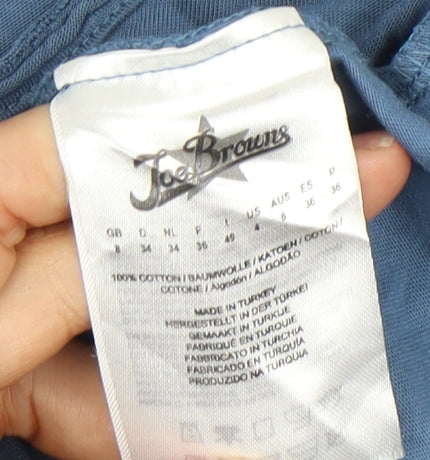 Joe Browns
GB D NL F I US AUS ES P
8 34 34 36 40 4 8 36 36
100% COTTON / BAUMWOLLE / KATOEN / COTON /
COTONE / Algodón / ALGODÃO
MADE IN TURKEY
HERGESTELLT IN DER TÜRKEI
GEMAAKT IN TURKIJE
FABRIQUÉ EN TURQUIE
FABBRICATO IN TURCHIA
FABRICADO EN TURQUÍA
PRODUZIDO NA TURQUIA